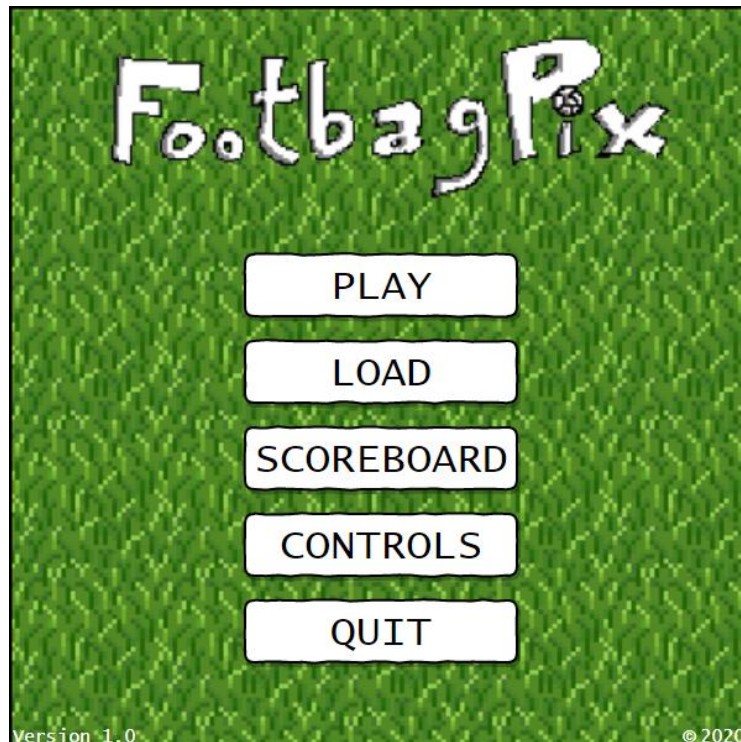 FootbagPix
PLAY
LOAD
SCOREBOARD
CONTROLS
QUIT
Version 1.0
©2020